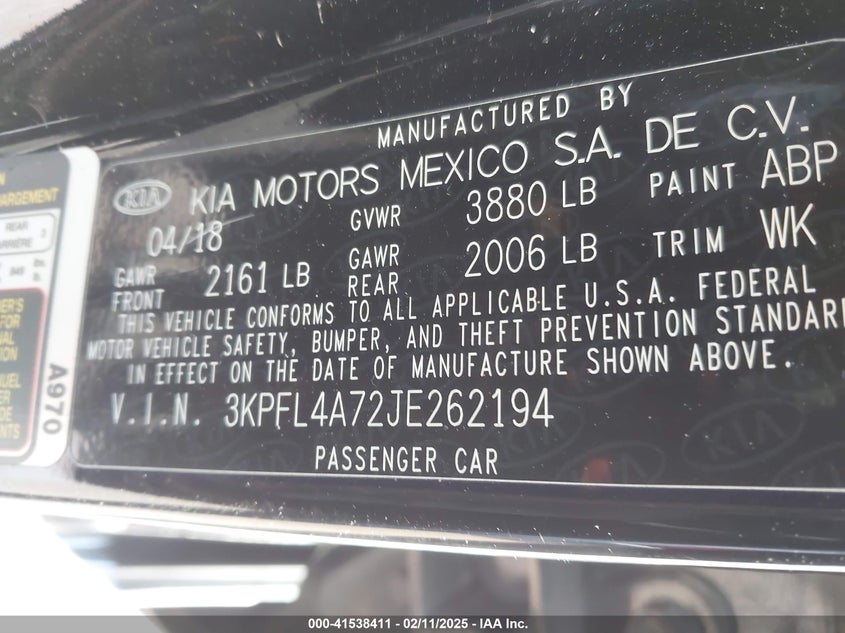 MANUFACTURED BY
KIA KIA MOTORS MEXICO S.A. DE C.V.
04/18 GVWR 3880 LB PAINT ABP
GAWR FRONT 2161 LB GAWR REAR 2006 LB TRIM WK
THIS VEHICLE CONFORMS TO ALL APPLICABLE U.S.A. FEDERAL
MOTOR VEHICLE SAFETY, BUMPER, AND THEFT PREVENTION STANDARD
IN EFFECT ON THE DATE OF MANUFACTURE SHOWN ABOVE.
V.I.N. 3KPFL4A72JE262194
PASSENGER CAR
REAR
A970
000-41538411 - 02/11/2025 - IAA Inc.